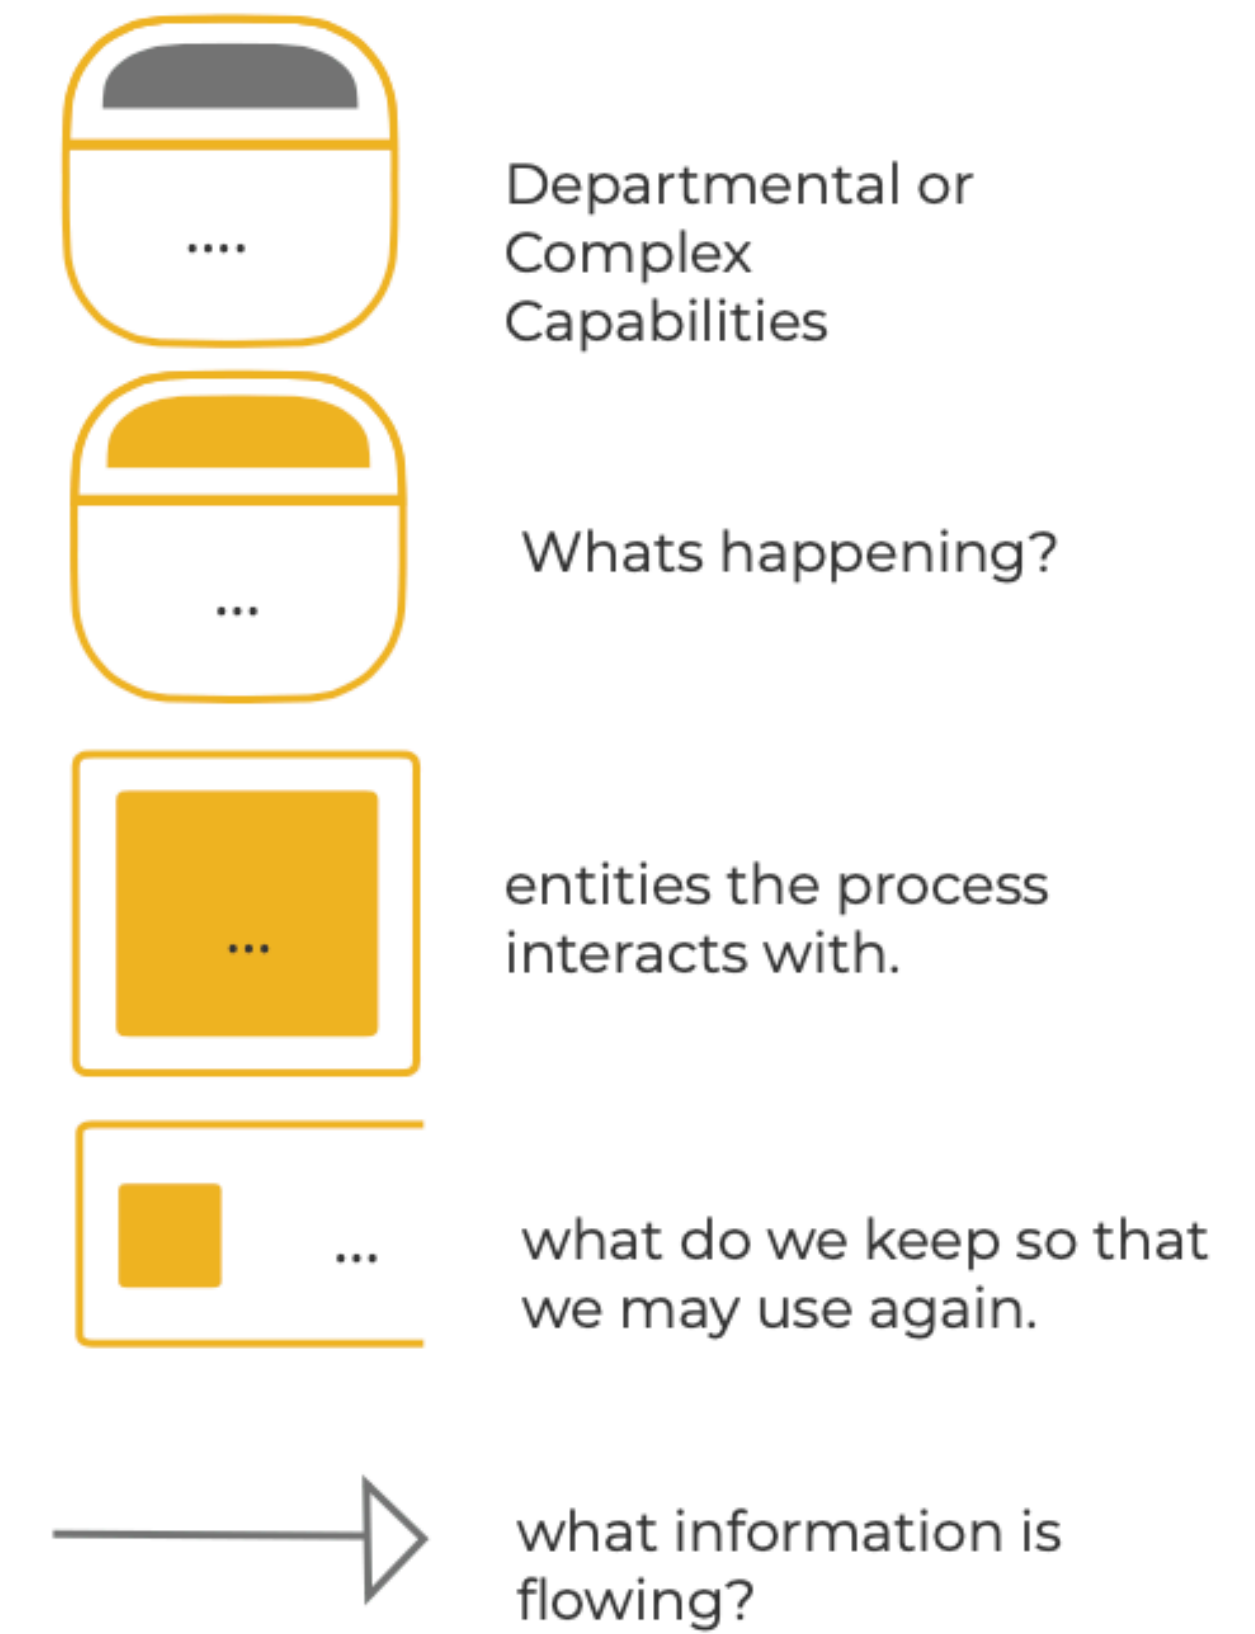 ....
Departmental or
Complex
Capabilities
...
Whats happening?
...
entities the process
interacts with.
...
what do we keep so that
we may use again.
what information is
flowing?